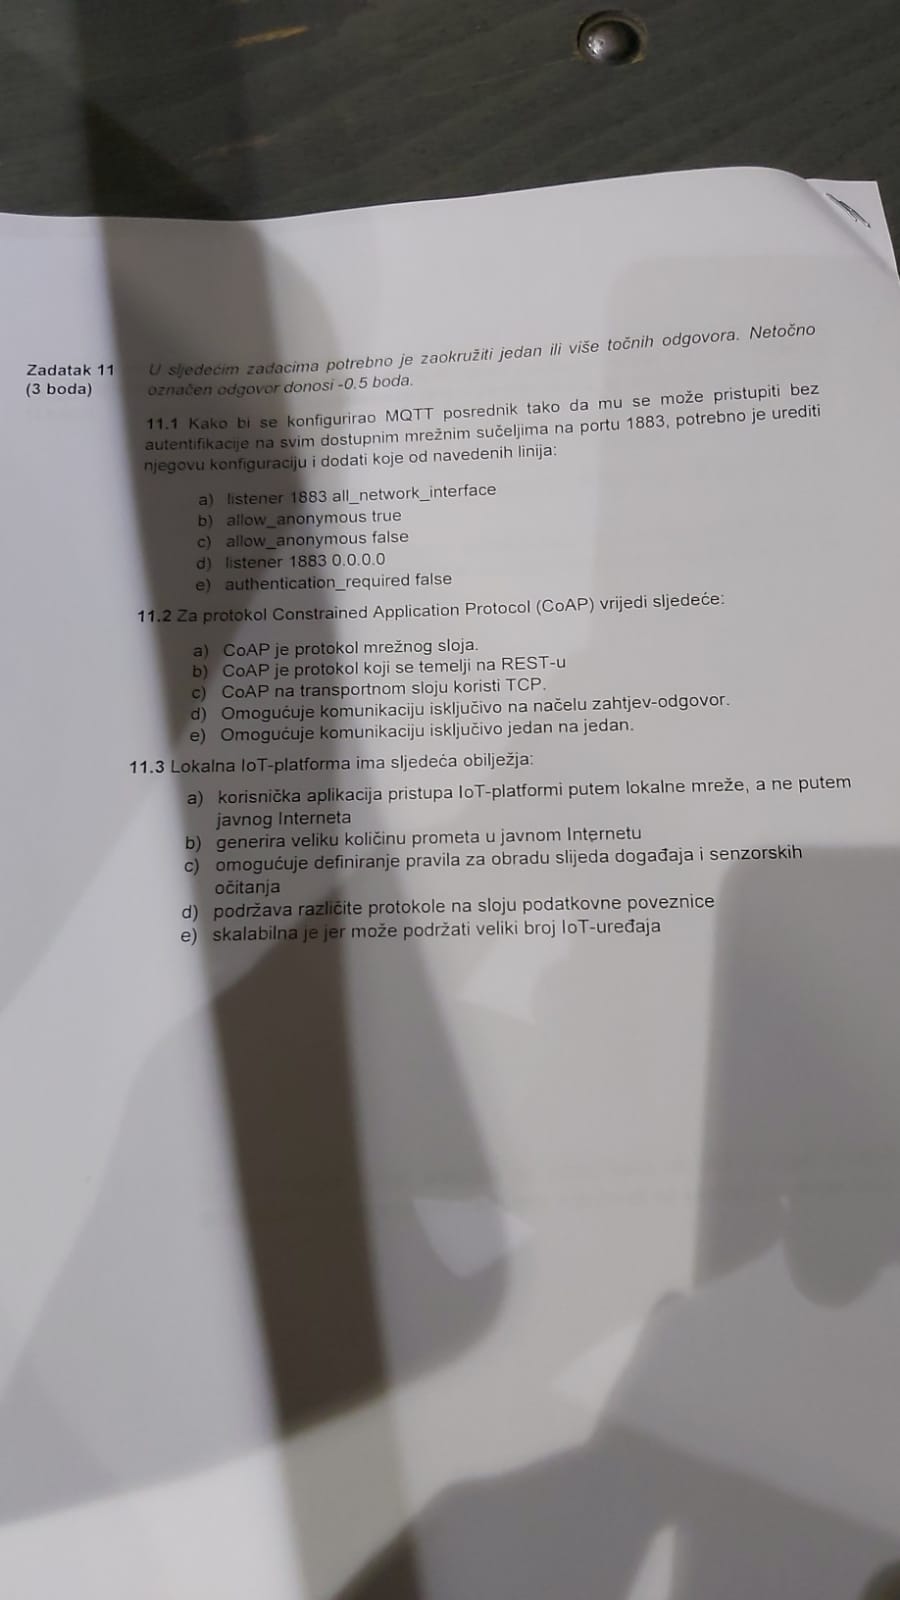 Zadatak 11
(3 boda)
U sljedećim zadacima potrebno je zaokružiti jedan ili više točnih odgovora. Netočno
označen odgovor donosi -0,5 boda.
11.1 Kako bi se konfigurirao MQTT posrednik tako da mu se može pristupiti bez
autentifikacije na svim dostupnim mrežnim sučeljima na portu 1883, potrebno je urediti
njegovu konfiguraciju i dodati koje od navedenih linija:
a) listener 1883 all_network_interface
b) allow_anonymous true
c) allow_anonymous false
d) listener 1883 0.0.0.0
e) authentication_required false
11.2 Za protokol Constrained Application Protocol (CoAP) vrijedi sljedeće:
a) CoAP je protokol mrežnog sloja.
b) CoAP je protokol koji se temelji na REST-u
c) CoAP na transportnom sloju koristi TCP.
d) Omogućuje komunikaciju isključivo na načelu zahtjev-odgovor.
e) Omogućuje komunikaciju isključivo jedan na jedan.
11.3 Lokalna IoT-platforma ima sljedeća obilježja:
a) korisnička aplikacija pristupa IoT-platformi putem lokalne mreže, a ne putem
javnog Interneta
b) generira veliku količinu prometa u javnom Internetu
c) omogućuje definiranje pravila za obradu slijeda događaja i senzorskih
očitanja
d) podržava različite protokole na sloju podatkovne poveznice
e) skalabilna je jer može podržati veliki broj IoT-uređaja